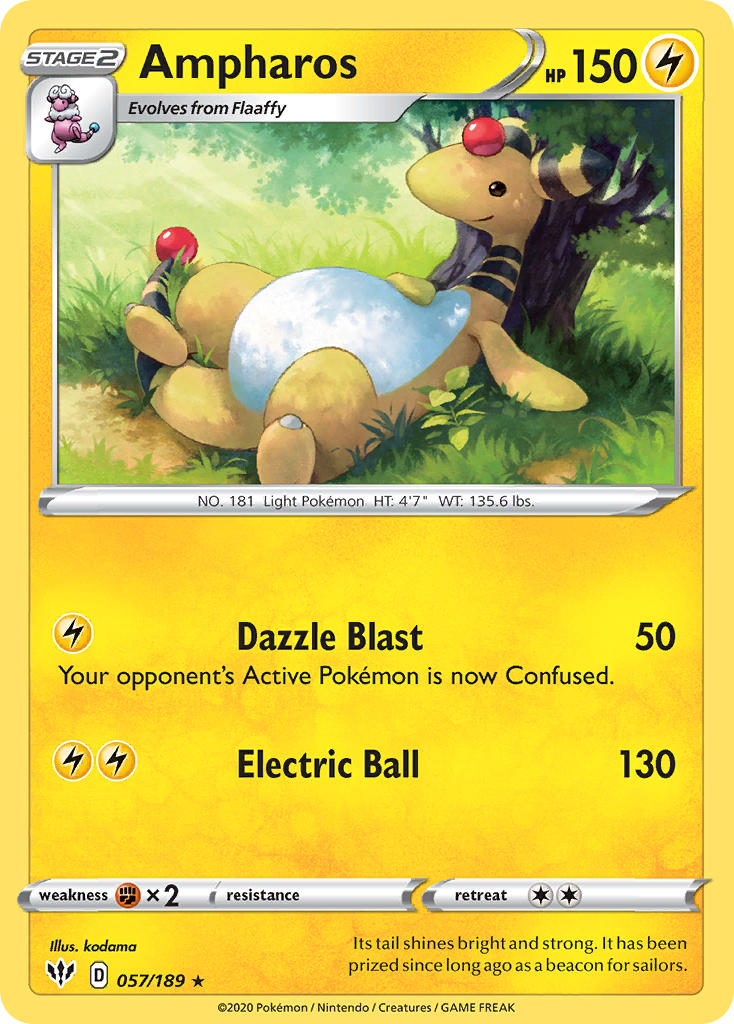 STAGE2 Ampharos HP 150
Evolves from Flaaffy
NO. 181 Light Pokémon HT: 4'7" WT: 135.6 lbs.
Dazzle Blast 50
Your opponent's Active Pokémon is now Confused.
Electric Ball 130
weakness ×2 resistance retreat
Illus. kodama
Its tail shines bright and strong. It has been
prized since long ago as a beacon for sailors.
D 057/189 ★
©2020 Pokémon / Nintendo / Creatures / GAME FREAK